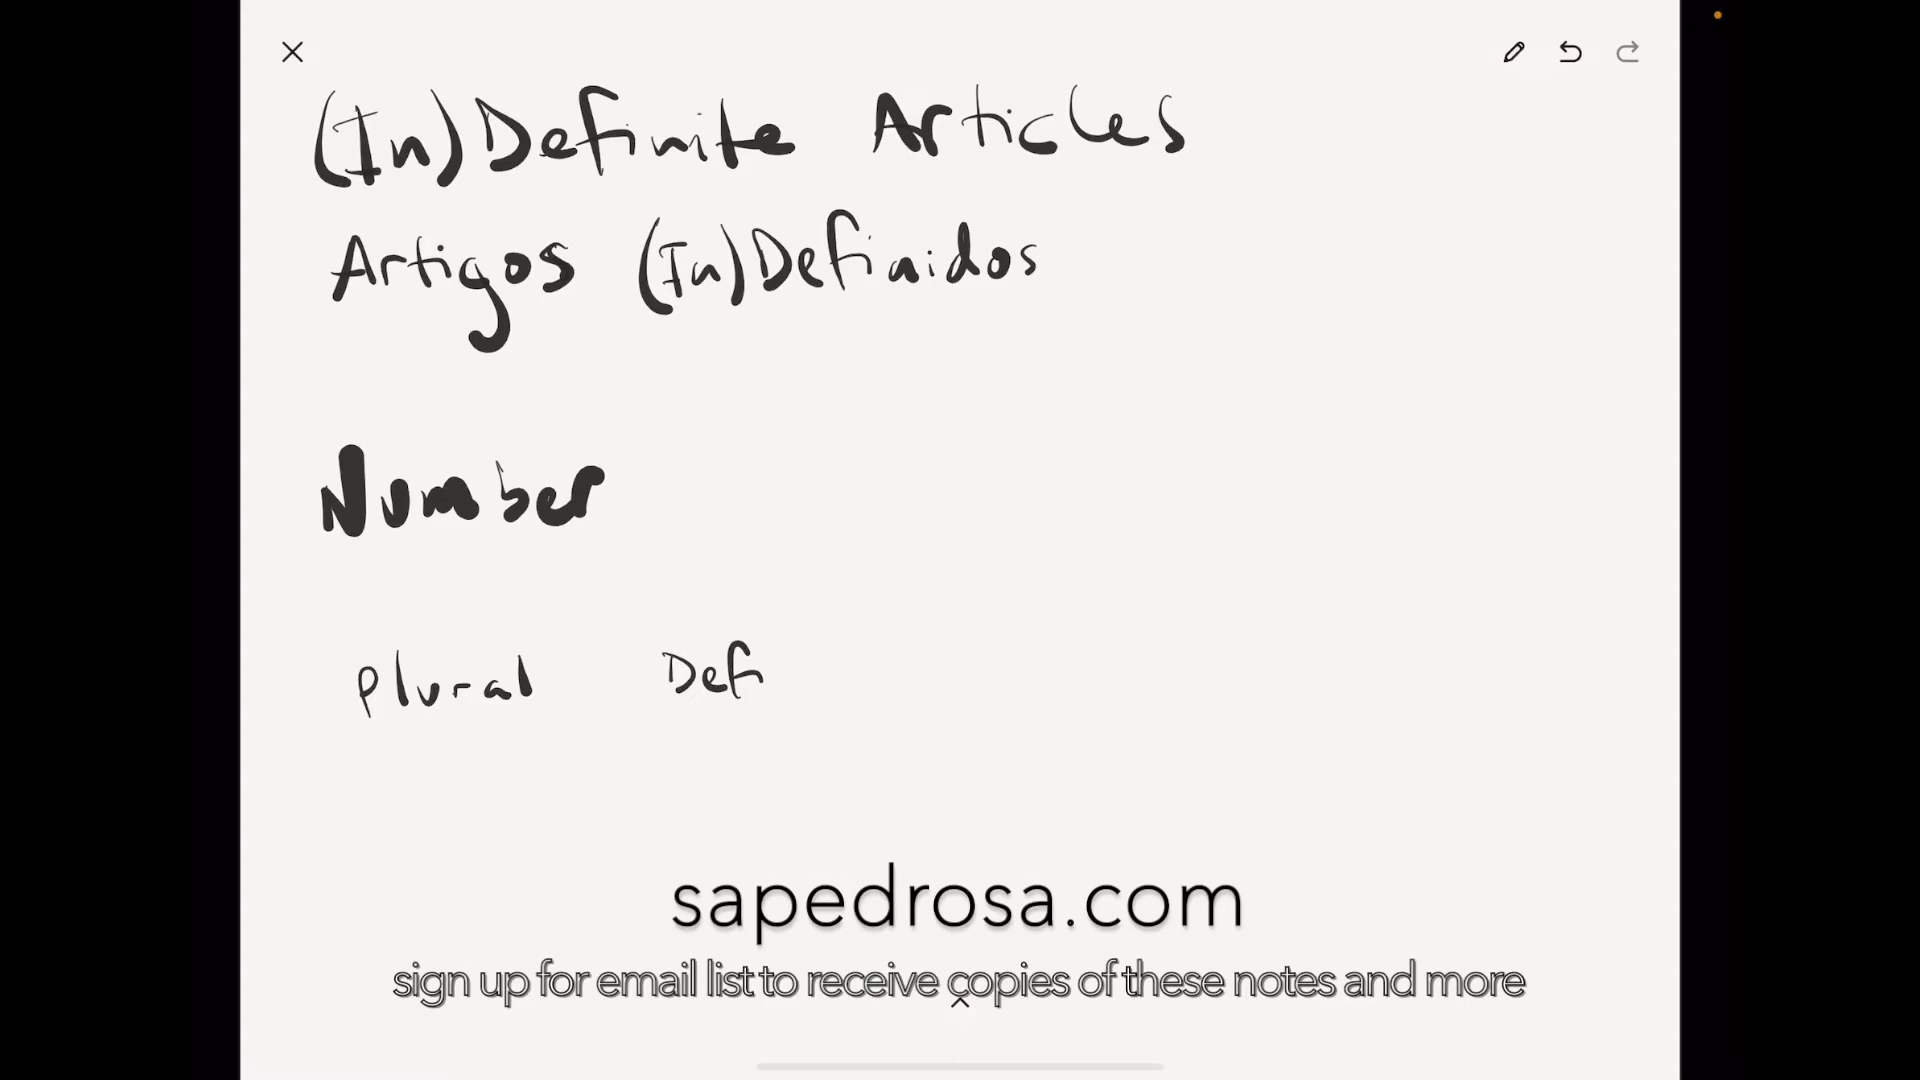 (In)Definite Articles
Artigos (In)Definidos
Number
Plural Defi
sapedrosa.com
sign up for email list to receive copies of these notes and more